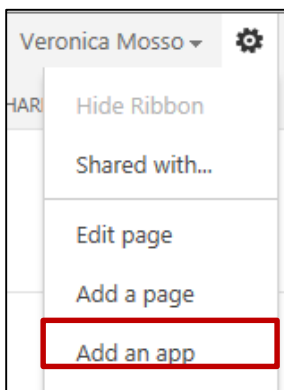 Veronica Mosso
HAR
Hide Ribbon
Shared with...
Edit page
Add a page
Add an app